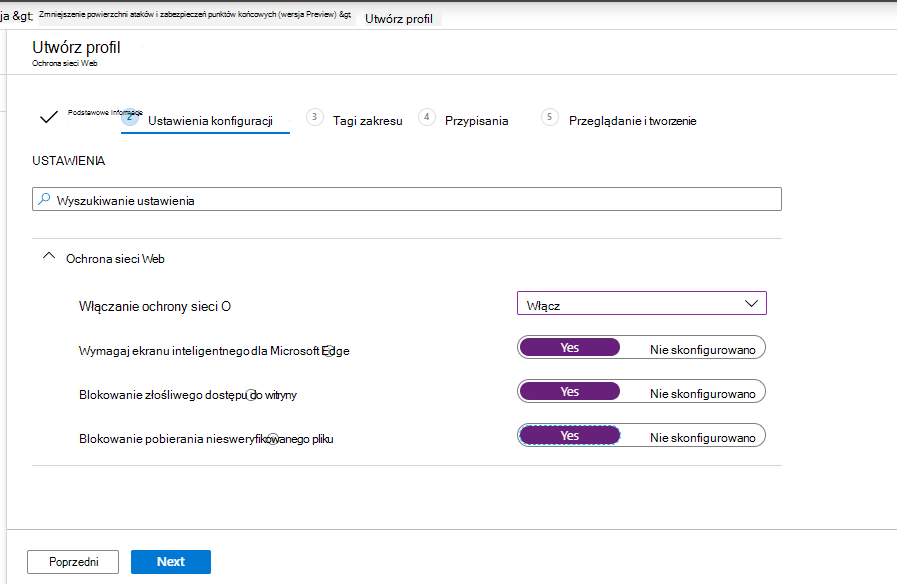 ja &gt; Zmniejszenie powierzchni ataków i zabezpieczeń punktów końcowych (wersja Preview) &gt Utwórz profil
Utwórz profil
Ochrona sieci Web
Podstawowe informacje 2 Ustawienia konfiguracji 3 Tagi zakresu 4 Przypisania 5 Przeglądanie i tworzenie
USTAWIENIA
Wyszukiwanie ustawienia
Ochrona sieci Web
Włączanie ochrony sieci O Włącz
Wymagaj ekranu inteligentnego dla Microsoft Edge Yes Nie skonfigurowano
Blokowanie złośliwego dostępu do witryny Yes Nie skonfigurowano
Blokowanie pobierania niesweryfikowanego pliku Yes Nie skonfigurowano
Poprzedni Next